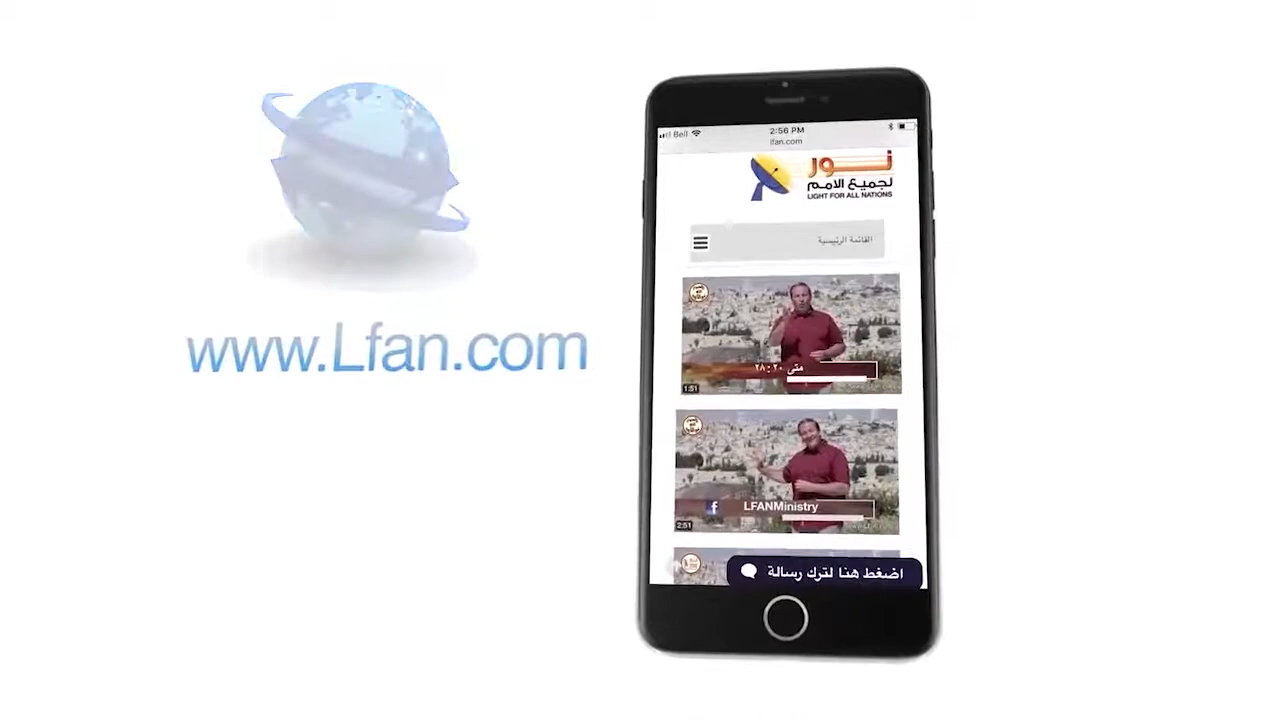 www.Lfan.com
Bell
2:56 PM
lfan.com
نور
لجميع الامم
LIGHT FOR ALL NATIONS
القائمة الرئيسية
متى ٢٠ : ٢٨
1:51
LFANMinistry
2:51
اضغط هنا لترك رسالة